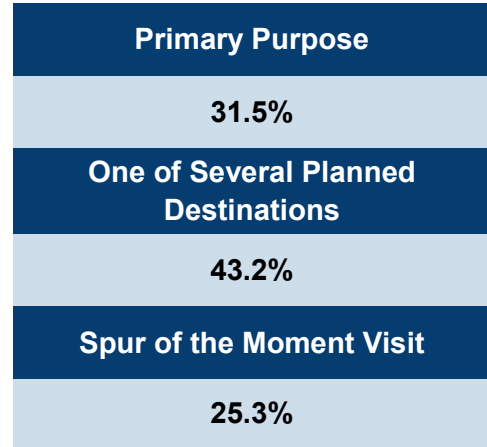 Primary Purpose
31.5%
One of Several Planned
Destinations
43.2%
Spur of the Moment Visit
25.3%